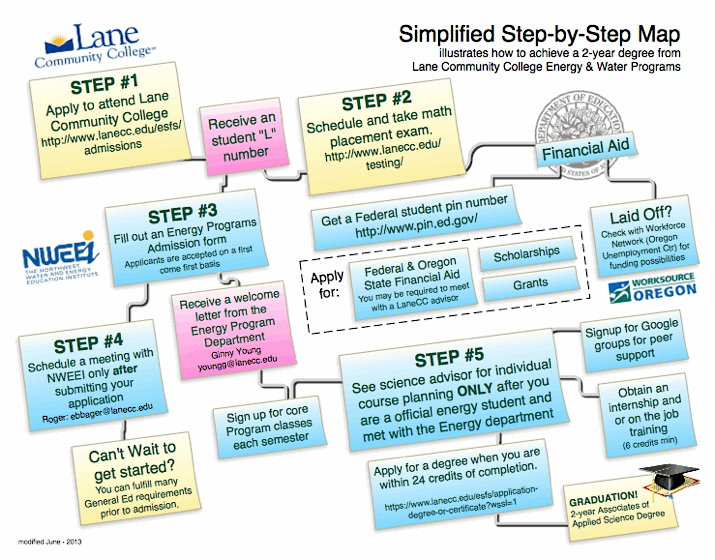 Lane
Community College
Simplified Step-by-Step Map
illustrates how to achieve a 2-year degree from
Lane Community College Energy & Water Programs
STEP #1
Apply to attend Lane
Community College
http://www.lanecc.edu/esfs/
admissions
Receive an
student "L"
number
STEP #2
Schedule and take math
placement exam.
http://www.lanecc.edu/
testing/
DEPARTMENT OF EDUCATION
Financial Aid
Get a Federal student pin number
http://www.pin.ed.gov/
Laid Off?
Check with Workforce
Network (Oregon
Unemployment Ctr) for
funding possibilities
WORKSOURCE
OREGON
STEP #3
Fill out an Energy Programs
Admission form
Applicants are accepted on a first
come first basis
NWEEI
THE NORTHWEST
WATER AND ENERGY
EDUCATION INSTITUTE
Apply
for:
Federal & Oregon
State Financial Aid
You may be required to meet
with a LaneCC advisor
Scholarships
Grants
Receive a welcome
letter from the
Energy Program
Department
Ginny Young
youngg@lanecc.edu
STEP #4
Schedule a meeting with
NWEEI only after
submitting your
application
Roger: ebbager@lanecc.edu
Can't Wait to
get started?
You can fulfill many
General Ed requirements
prior to admission.
Sign up for core
Program classes
each semester
STEP #5
See science advisor for individual
course planning ONLY after you
are a official energy student and
met with the Energy department
Signup for Google
groups for peer
support
Obtain an
internship and
or on the job
training
(6 credits min)
Apply for a degree when you are
within 24 credits of completion.
https://www.lanecc.edu/esfs/application-
degree-or-certificate?wssl=1
GRADUATION!
2-year Associates of
Applied Science Degree
modified June - 2013